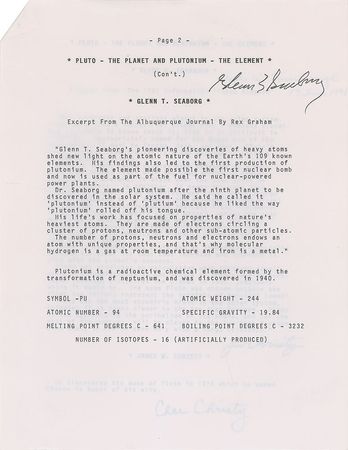 - Page 2 -
* PLUTO - THE PLANET AND PLUTONIUM - THE ELEMENT *
(Con't.)
Glenn T Seaborg
* GLENN T. SEABORG *
Excerpt From The Albuquerque Journal By Rex Graham
"Glenn T. Seaborg's pioneering discoveries of heavy atoms
shed new light on the atomic nature of the Earth's 109 known
elements. His findings also led to the first production of
plutonium. The element made possible the first nuclear bomb
and now is used as part of the fuel for nuclear-powered
power plants.
Dr. Seaborg named plutonium after the ninth planet to be
discovered in the solar system. He said he called it
'plutonium' instead of 'plutium' because he liked the way
'plutonium' rolled off his tongue.
His life's work has focused on properties of nature's
heaviest atoms. They are made of electrons circling a
cluster of protons, neutrons and other sub-atomic particles.
The number of protons, neutrons and electrons endows an
atom with unique properties, and that's why molecular
hydrogen is a gas at room temperature and iron is a metal."
Plutonium is a radioactive chemical element formed by the
transformation of neptunium, and was discovered in 1940.
SYMBOL -PU ATOMIC WEIGHT - 244
ATOMIC NUMBER - 94 SPECIFIC GRAVITY - 19.84
MELTING POINT DEGREES C - 641 BOILING POINT DEGREES C - 3232
NUMBER OF ISOTOPES - 16 (ARTIFICIALLY PRODUCED)